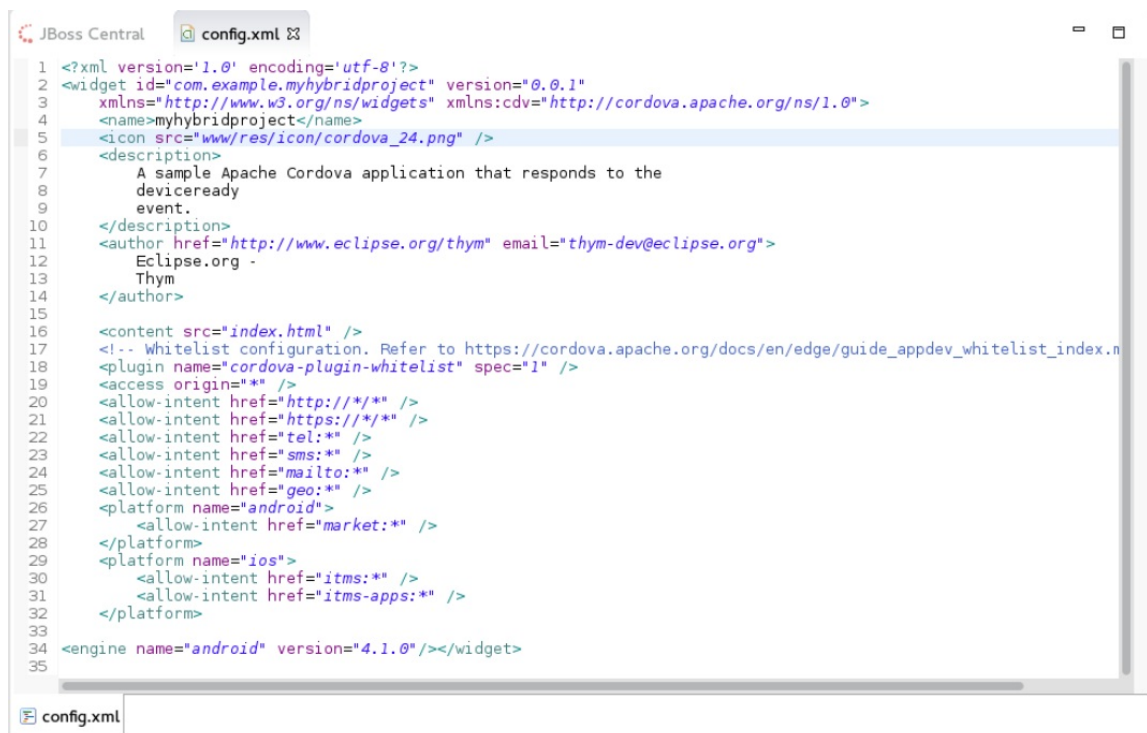 JBoss Central config.xml
1 <?xml version='1.0' encoding='utf-8'?>
2 <widget id="com.example.myhybridproject" version="0.0.1"
3 xmlns="http://www.w3.org/ns/widgets" xmlns:cdv="http://cordova.apache.org/ns/1.0">
4 <name>myhybridproject</name>
5 <icon src="www/res/icon/cordova_24.png" />
6 <description>
7 A sample Apache Cordova application that responds to the
8 deviceready
9 event.
10 </description>
11 <author href="http://www.eclipse.org/thym" email="thym-dev@eclipse.org">
12 Eclipse.org -
13 Thym
14 </author>
15
16 <content src="index.html" />
17 <!-- Whitelist configuration. Refer to https://cordova.apache.org/docs/en/edge/guide_appdev_whitelist_index.m
18 <plugin name="cordova-plugin-whitelist" spec="1" />
19 <access origin="*" />
20 <allow-intent href="http://*/*" />
21 <allow-intent href="https://*/*" />
22 <allow-intent href="tel:*" />
23 <allow-intent href="sms:*" />
24 <allow-intent href="mailto:*" />
25 <allow-intent href="geo:*" />
26 <platform name="android">
27 <allow-intent href="market:*" />
28 </platform>
29 <platform name="ios">
30 <allow-intent href="itms:*" />
31 <allow-intent href="itms-apps:*" />
32 </platform>
33
34 <engine name="android" version="4.1.0"/></widget>
35
config.xml